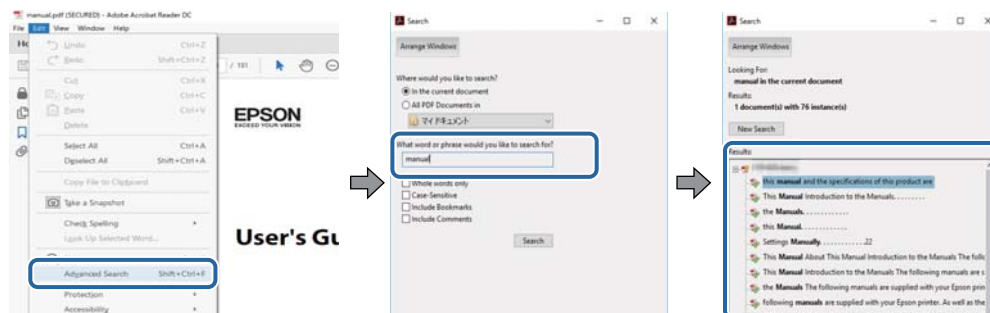 manual.pdf (SECURED) - Adobe Acrobat Reader DC
File Edit View Window Help
Undo Ctrl+Z
Redo Shift+Ctrl+Z
Cut Ctrl+X
Copy Ctrl+C
Paste Ctrl+V
Delete
Select All Ctrl+A
Deselect All Shift+Ctrl+A
Copy File to Clipboard
Take a Snapshot
Check Spelling
Look Up Selected Word...
Advanced Search Shift+Ctrl+F
Protection
Accessibility
/ 181
EPSON
EXCEED YOUR VISION
User's Gu
Search
Arrange Windows
Where would you like to search?
In the current document
All PDF Documents in
マイ ドキュメント
What word or phrase would you like to search for?
manual
Whole words only
Case-Sensitive
Include Bookmarks
Include Comments
Search
Search
Arrange Windows
Looking For:
manual in the current document
Results:
1 document(s) with 76 instance(s)
New Search
Results:
this manual and the specifications of this product are
This Manual Introduction to the Manuals. . . . . . . . .
the Manuals. . . . . . . . . . . . .
this Manual. . . . . . . . . . . . .
Settings Manually. . . . . . . . . . . . .22
This Manual About This Manual Introduction to the Manuals The follo
This Manual Introduction to the Manuals The following manuals are s
the Manuals The following manuals are supplied with your Epson prin
following manuals are supplied with your Epson printer. As well as the